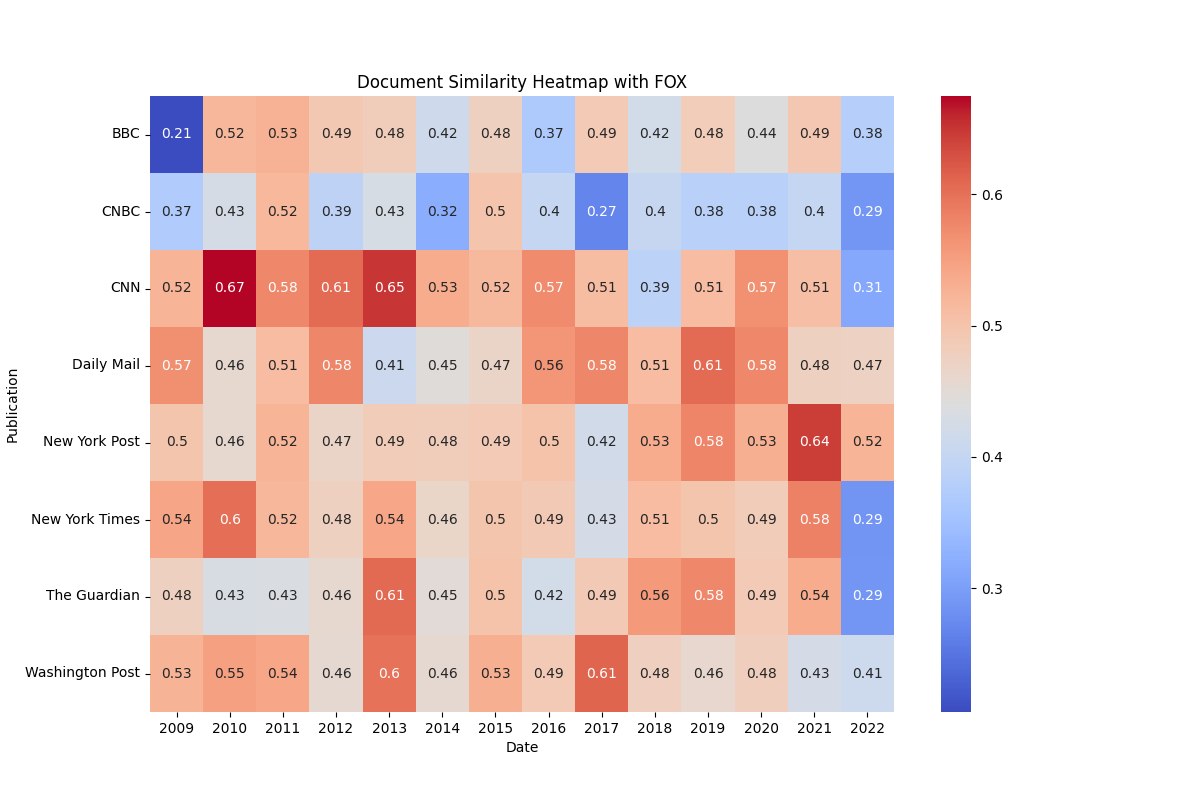 Document Similarity Heatmap with FOX
BBC 0.21 0.52 0.53 0.49 0.48 0.42 0.48 0.37 0.49 0.42 0.48 0.44 0.49 0.38
CNBC 0.37 0.43 0.52 0.39 0.43 0.32 0.5 0.4 0.27 0.4 0.38 0.38 0.4 0.29
CNN 0.52 0.67 0.58 0.61 0.65 0.53 0.52 0.57 0.51 0.39 0.51 0.57 0.51 0.31
Daily Mail 0.57 0.46 0.51 0.58 0.41 0.45 0.47 0.56 0.58 0.51 0.61 0.58 0.48 0.47
New York Post 0.5 0.46 0.52 0.47 0.49 0.48 0.49 0.5 0.42 0.53 0.58 0.53 0.64 0.52
New York Times 0.54 0.6 0.52 0.48 0.54 0.46 0.5 0.49 0.43 0.51 0.5 0.49 0.58 0.29
The Guardian 0.48 0.43 0.43 0.46 0.61 0.45 0.5 0.42 0.49 0.56 0.58 0.49 0.54 0.29
Washington Post 0.53 0.55 0.54 0.46 0.6 0.46 0.53 0.49 0.61 0.48 0.46 0.48 0.43 0.41
2009 2010 2011 2012 2013 2014 2015 2016 2017 2018 2019 2020 2021 2022
Date
Publication
0.6
0.5
0.4
0.3